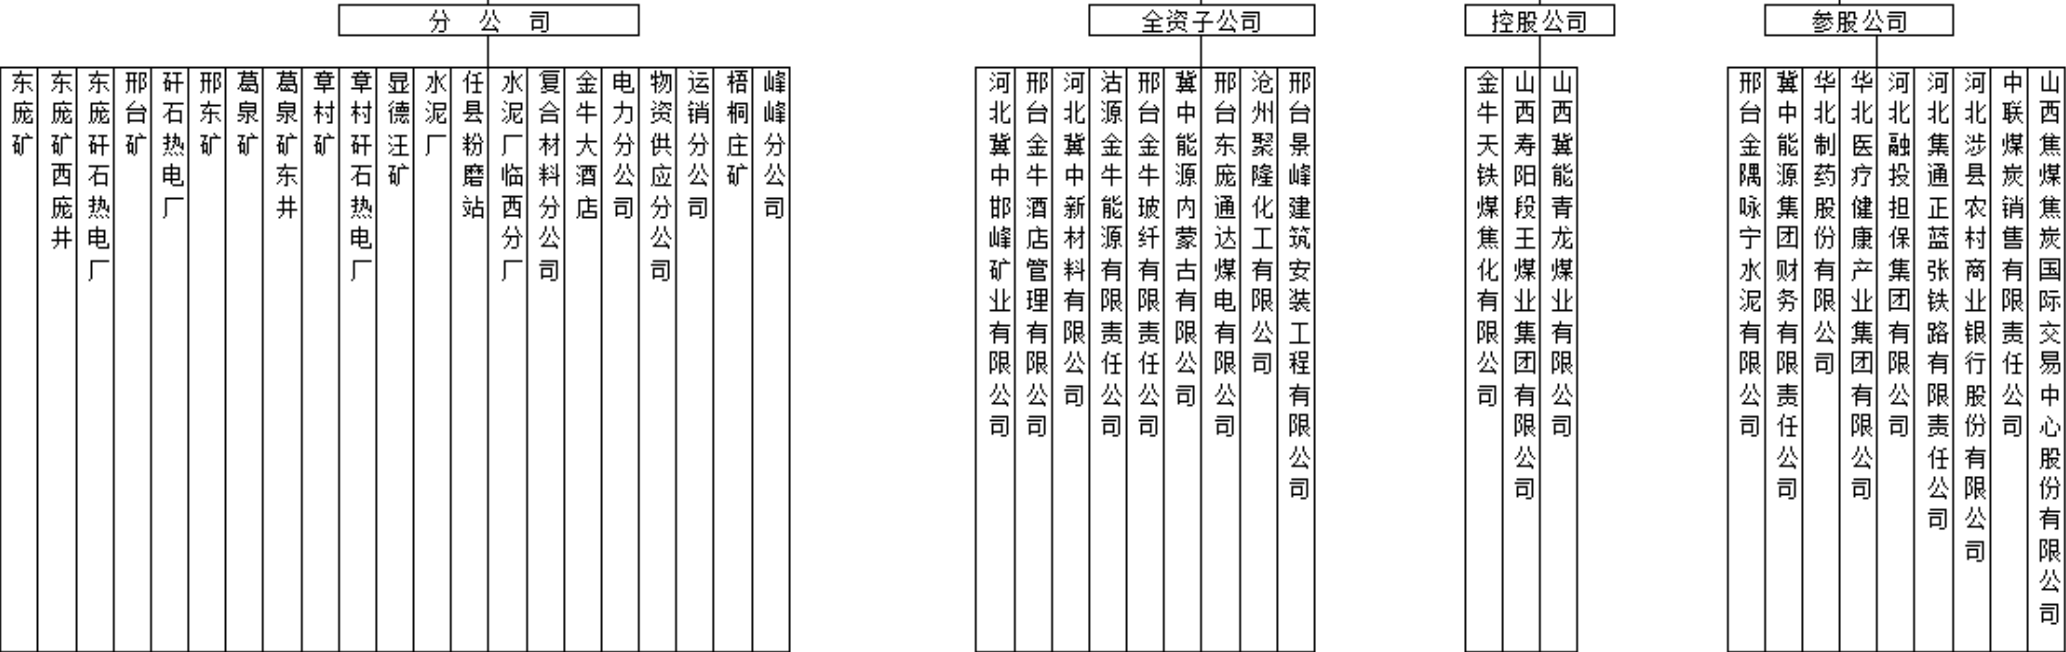 分 公 司
东庞矿
东庞矿西庞井
东庞矸石热电厂
邢台矿
矸石热电厂
邢东矿
葛泉矿
葛泉矿东井
章村矿
章村矸石热电厂
显德汪矿
水泥厂
任县粉磨站
水泥厂临西分厂
复合材料分公司
金牛大酒店
电力分公司
物资供应分公司
运销分公司
梧桐庄矿
峰峰分公司
全资子公司
河北冀中邯峰矿业有限公司
邢台金牛酒店管理有限公司
河北冀中新材料有限公司
沽源金牛能源有限责任公司
邢台金牛玻纤有限责任公司
冀中能源内蒙古有限公司
邢台东庞通达煤电有限公司
沧州聚隆化工有限公司
邢台景峰建筑安装工程有限公司
控股公司
金牛天铁煤焦化有限公司
山西寿阳段王煤业集团有限公司
山西冀能青龙煤业有限公司
参股公司
邢台金隅咏宁水泥有限公司
冀中能源集团财务有限责任公司
华北制药股份有限公司
华北医疗健康产业集团有限公司
河北融投担保集团有限公司
河北集通正蓝张铁路有限责任公司
河北涉县农村商业银行股份有限公司
中联煤炭销售有限责任公司
山西焦煤焦炭国际交易中心股份有限公司